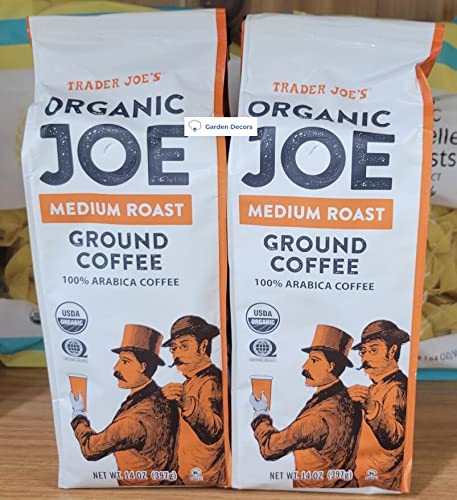 TRADER JOE'S
ORGANIC
JOE
MEDIUM ROAST
GROUND
COFFEE
100% ARABICA COFFEE
USDA
ORGANIC
NET WT. 14 OZ (397g)
Garden Decors
TRADER JOE'S
ORGANIC
JOE
MEDIUM ROAST
GROUND
COFFEE
100% ARABICA COFFEE
USDA
ORGANIC
NET WT. 14 OZ (397g)